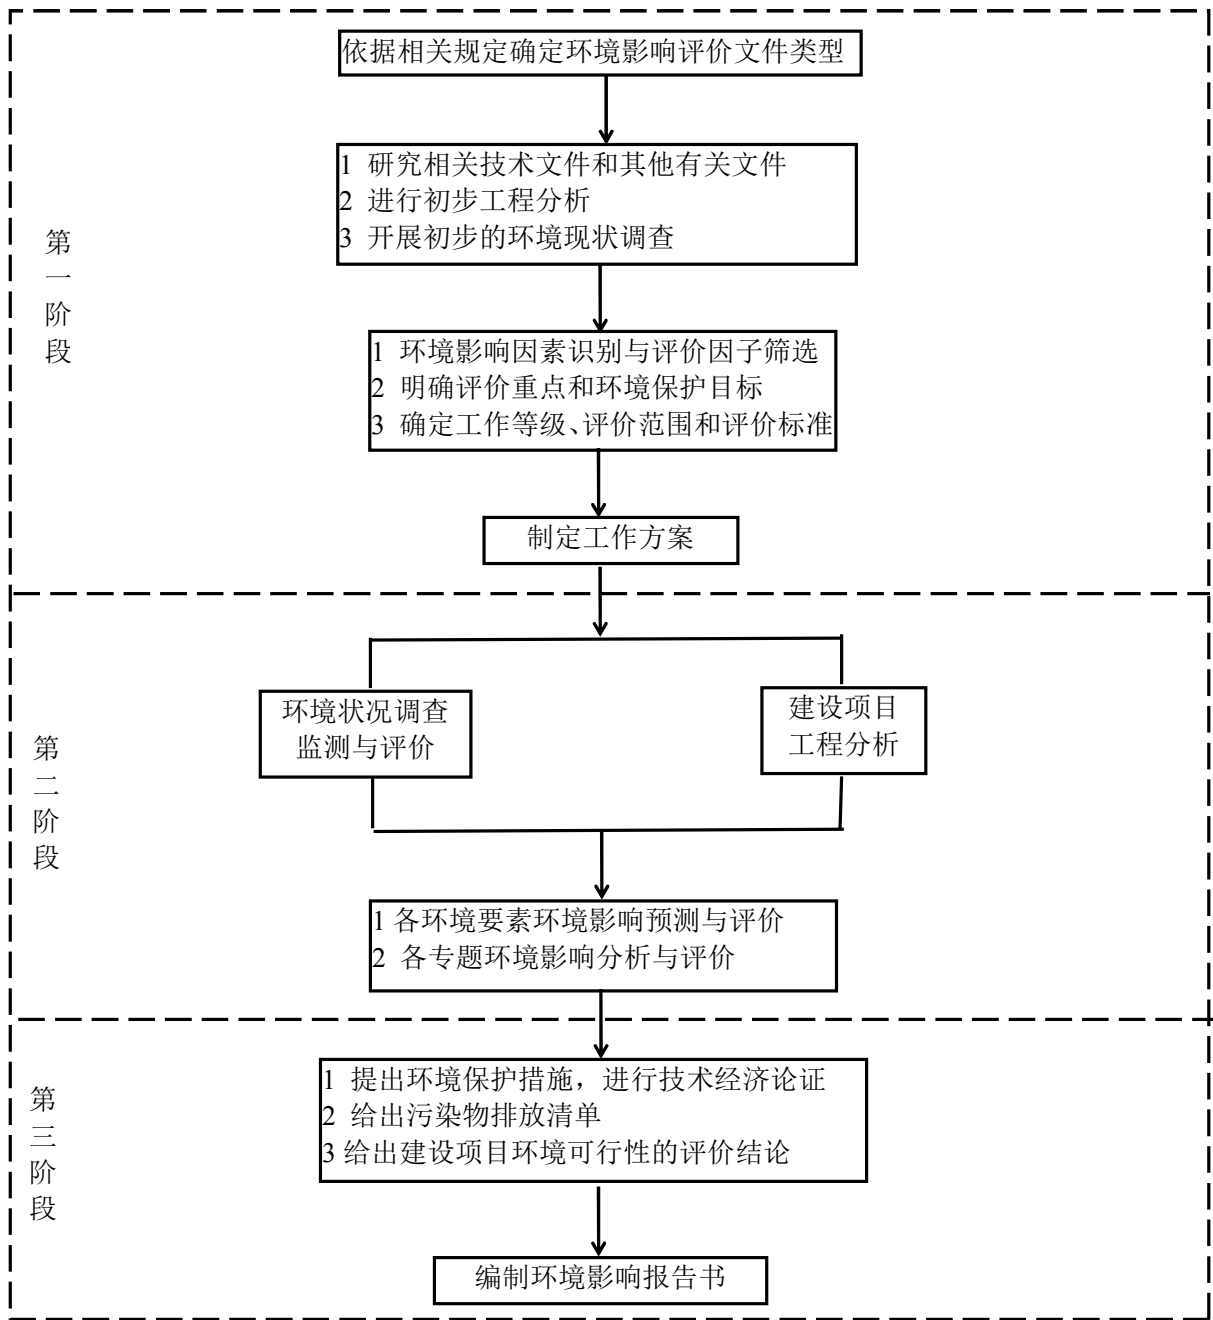 依据相关规定确定环境影响评价文件类型
1 研究相关技术文件和其他有关文件
2 进行初步工程分析
3 开展初步的环境现状调查
第一阶段
1 环境影响因素识别与评价因子筛选
2 明确评价重点和环境保护目标
3 确定工作等级、评价范围和评价标准
制定工作方案
环境状况调查
监测与评价
建设项目
工程分析
第二阶段
1 各环境要素环境影响预测与评价
2 各专题环境影响分析与评价
1 提出环境保护措施，进行技术经济论证
2 给出污染物排放清单
3 给出建设项目环境可行性的评价结论
第三阶段
编制环境影响报告书